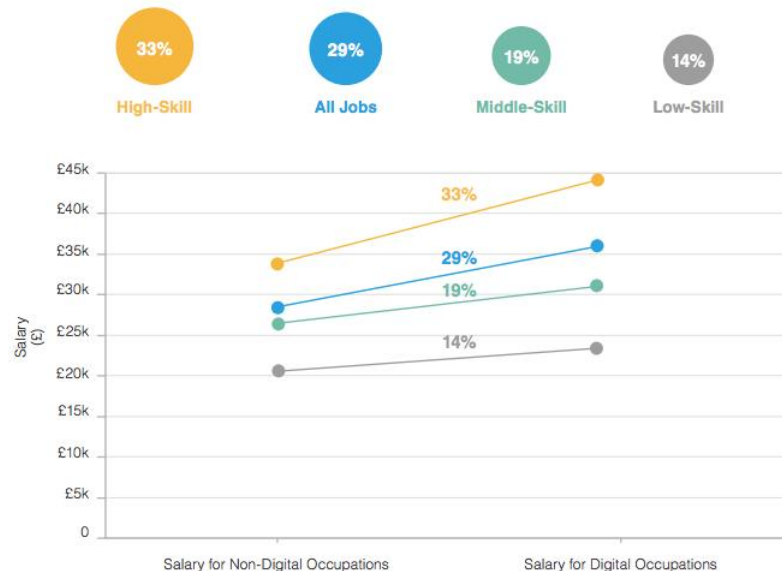 33%
29%
19%
14%
High-Skill
All Jobs
Middle-Skill
Low-Skill
£45k
£40k
£35k
£30k
£25k
£20k
£15k
£10k
£5k
0
Salary
(£)
33%
29%
19%
14%
Salary for Non-Digital Occupations
Salary for Digital Occupations